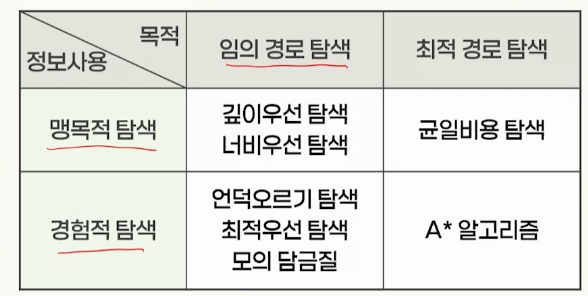 목적
정보사용
임의 경로 탐색
최적 경로 탐색
맹목적 탐색
깊이우선 탐색
너비우선 탐색
균일비용 탐색
경험적 탐색
언덕오르기 탐색
최적우선 탐색
모의 담금질
A* 알고리즘